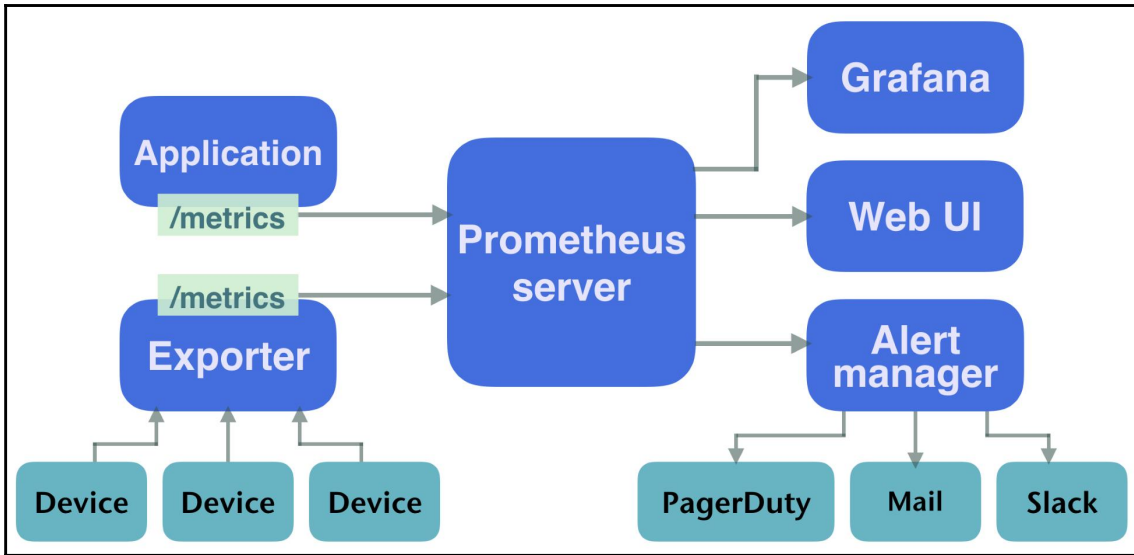 Application
/metrics
/metrics
Exporter
Device
Device
Device
Prometheus
server
Grafana
Web UI
Alert
manager
PagerDuty
Mail
Slack